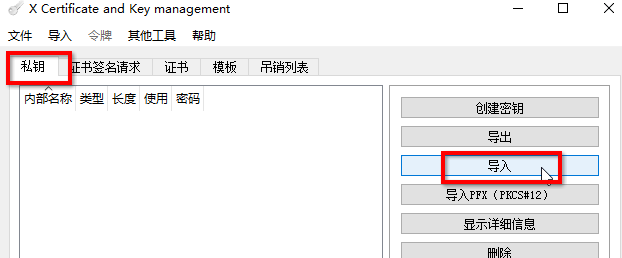 X Certificate and Key management
文件 导入 令牌 其他工具 帮助
私钥 证书签名请求 证书 模板 吊销列表
内部名称 类型 长度 使用 密码
创建密钥
导出
导入
导入PFX（PKCS#12）
显示详细信息
删除